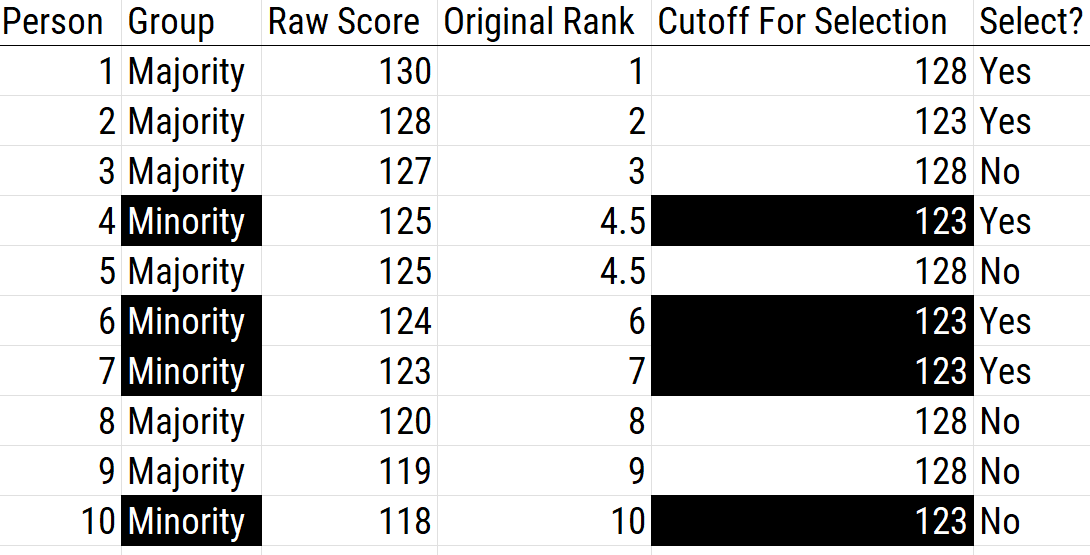 Person Group Raw Score Original Rank Cutoff For Selection Select?
1 Majority 130 1 128 Yes
2 Majority 128 2 123 Yes
3 Majority 127 3 128 No
4 Minority 125 4.5 123 Yes
5 Majority 125 4.5 128 No
6 Minority 124 6 123 Yes
7 Minority 123 7 123 Yes
8 Majority 120 8 128 No
9 Majority 119 9 128 No
10 Minority 118 10 123 No